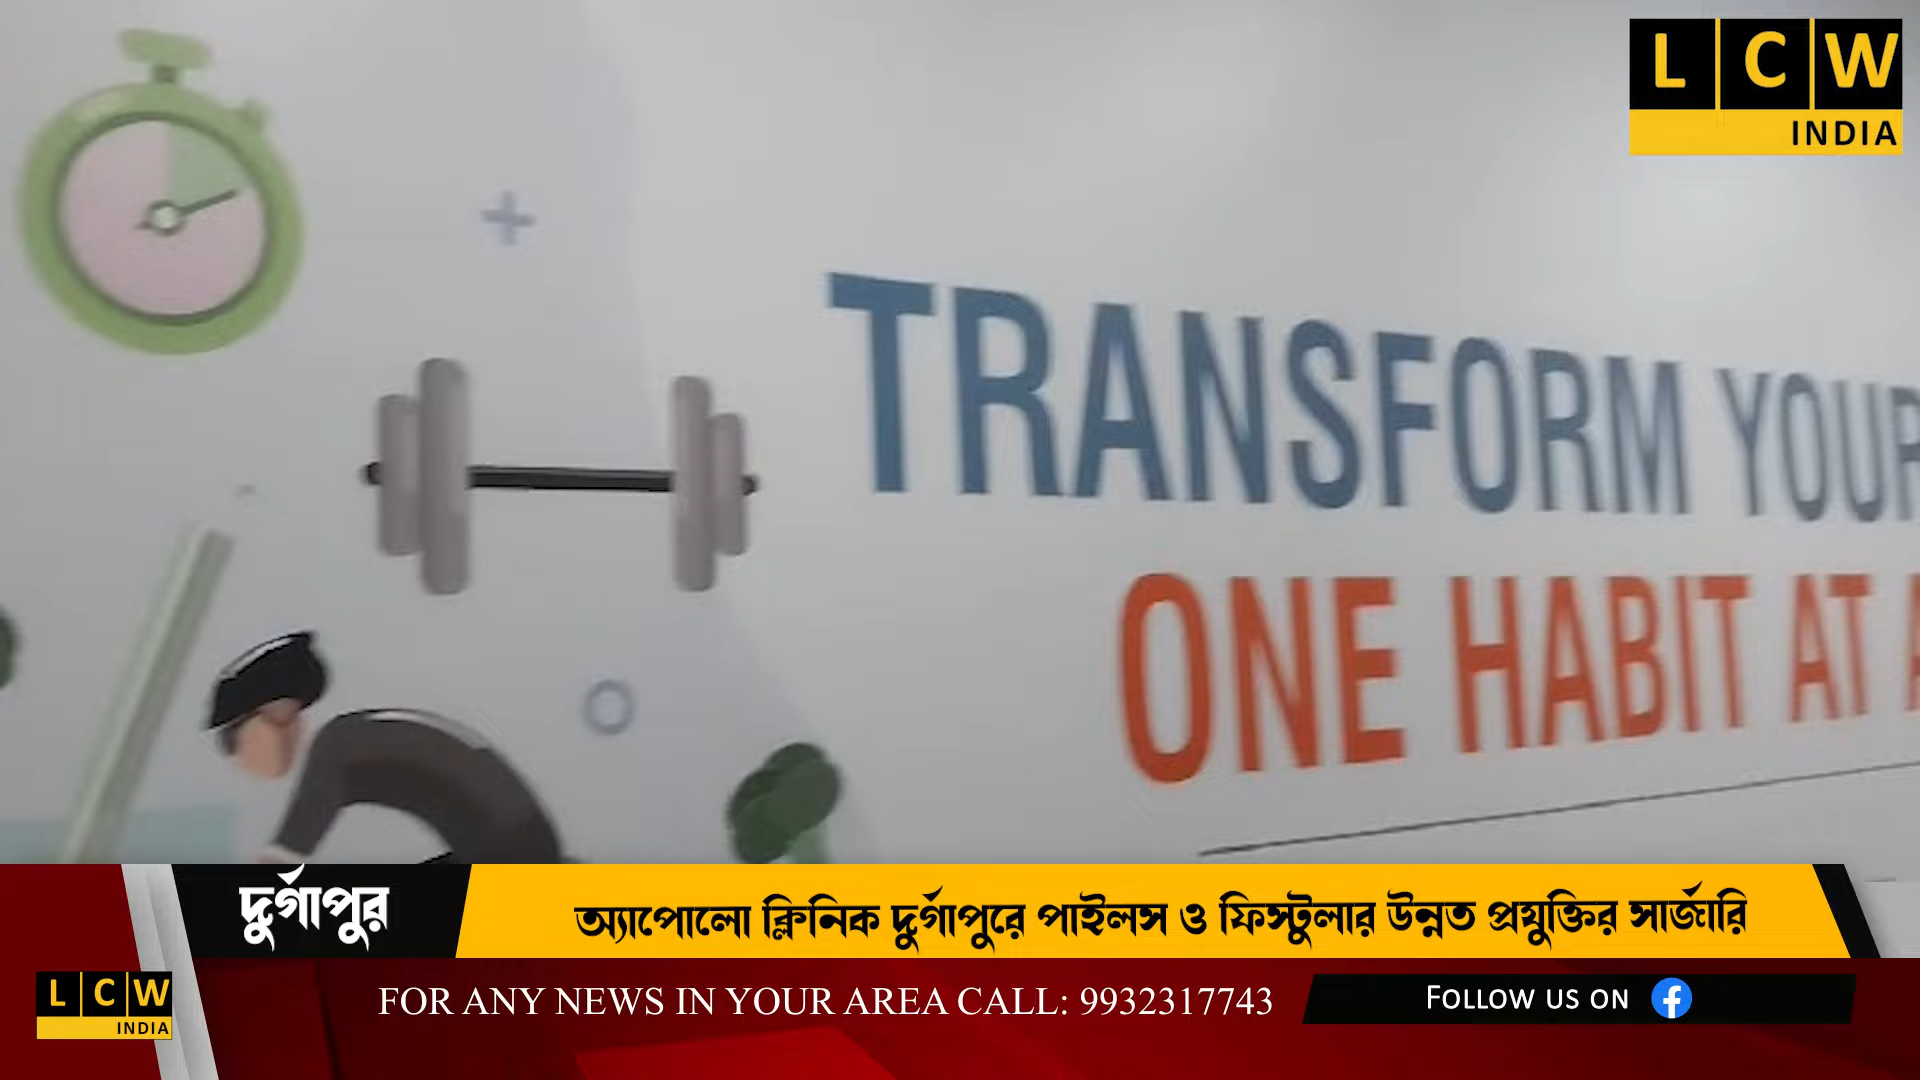 L C W
INDIA
TRANSFORM YOUR
ONE HABIT AT A
দুর্গাপুর
অ্যাপোলো ক্লিনিক দুর্গাপুরে পাইলস ও ফিস্টুলার উন্নত প্রযুক্তির সার্জারি
L C W
INDIA
FOR ANY NEWS IN YOUR AREA CALL: 9932317743
FOLLOW US ON